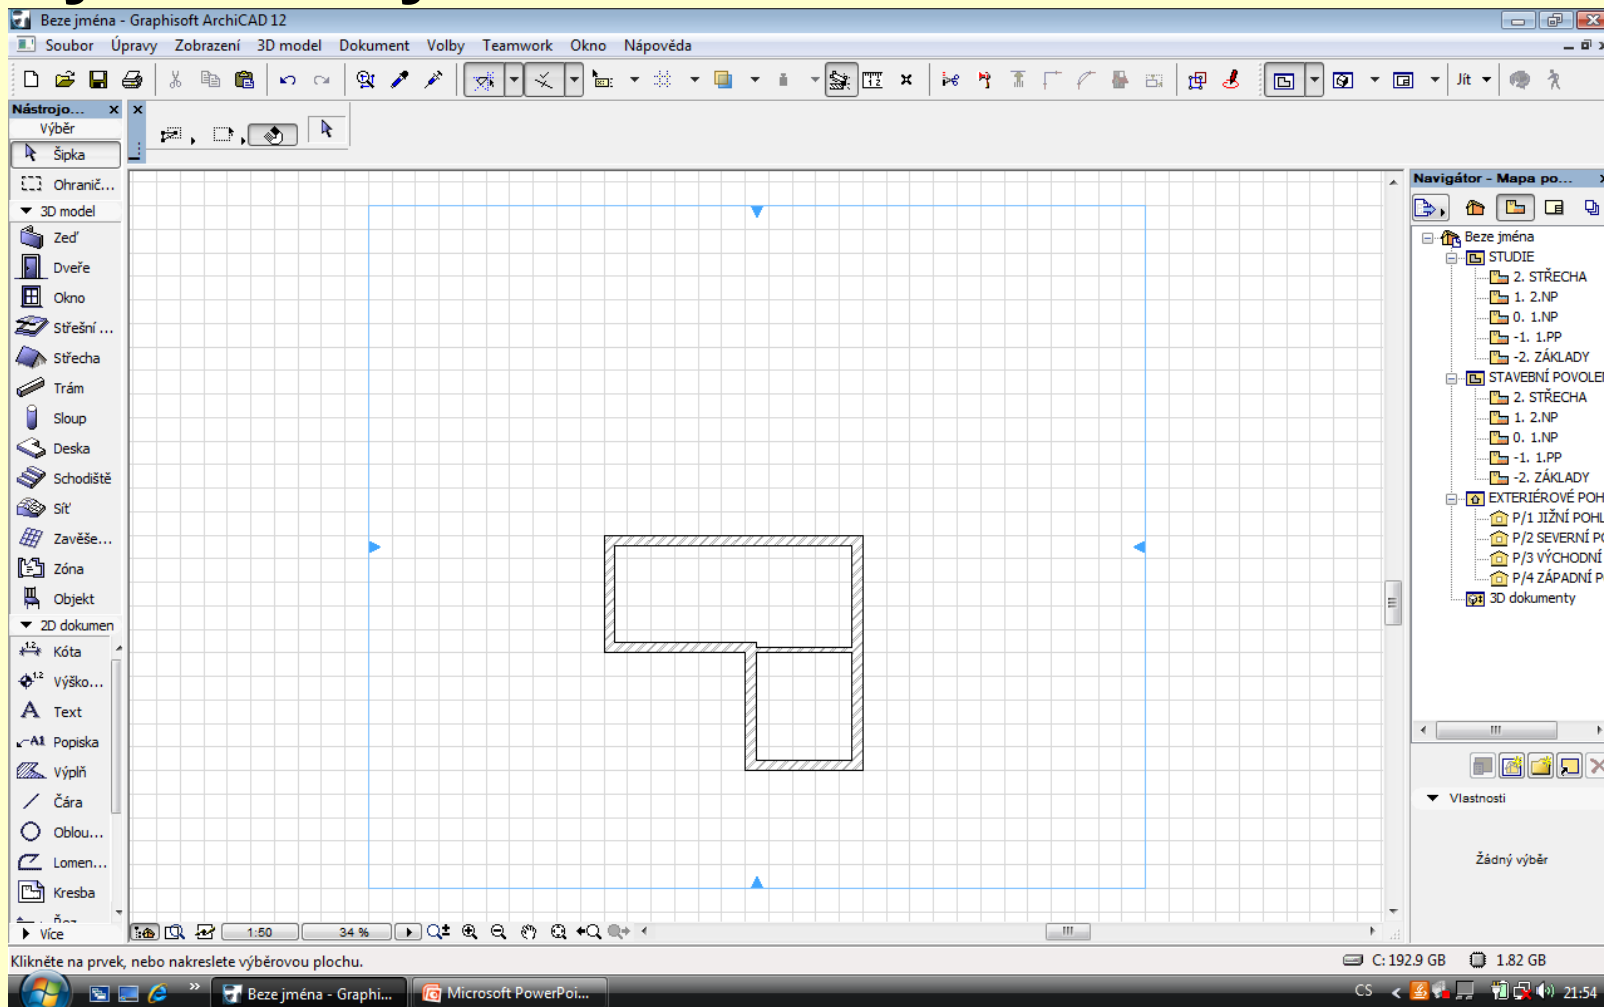 Beze jména - Graphisoft ArchiCAD 12
Soubor Úpravy Zobrazení 3D model Dokument Volby Teamwork Okno Nápověda
Jít
Nástrojo...
Výběr
Šipka
Ohranič...
3D model
Zeď
Dveře
Okno
Střešní ...
Střecha
Trám
Sloup
Deska
Schodiště
Síť
Zavěše...
Zóna
Objekt
2D dokumen
Kóta
Výško...
Text
Popiska
Výplň
Čára
Oblou...
Lomen...
Kresba
Řez
Více
1:50
34 %
Navigátor - Mapa po...
Beze jména
STUDIE
2. STŘECHA
1. 2.NP
0. 1.NP
-1. 1.PP
-2. ZÁKLADY
STAVEBNÍ POVOLEN
2. STŘECHA
1. 2.NP
0. 1.NP
-1. 1.PP
-2. ZÁKLADY
EXTERIÉROVÉ POH
P/1 JIŽNÍ POHL
P/2 SEVERNÍ PO
P/3 VÝCHODNÍ
P/4 ZÁPADNÍ P
3D dokumenty
Vlastnosti
Žádný výběr
Klikněte na prvek, nebo nakreslete výběrovou plochu.
C: 192.9 GB 1.82 GB
Beze jména - Graphi...
Microsoft PowerPoi...
CS
21:54